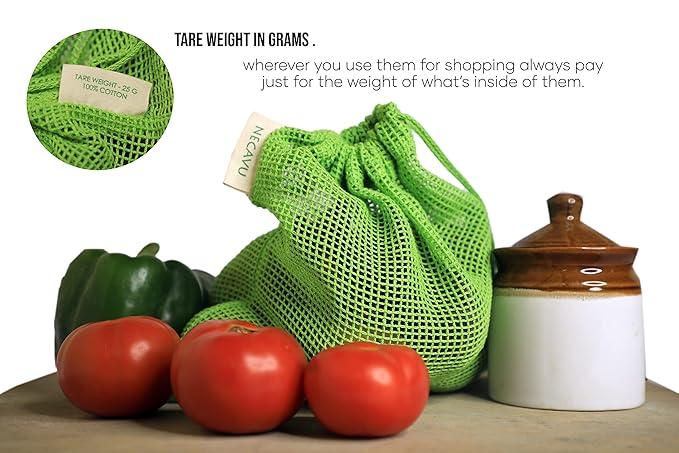 TARE WEIGHT IN GRAMS .
wherever you use them for shopping always pay
just for the weight of what's inside of them.
TARE WEIGHT - 25 G
100% COTTON
NECAVU